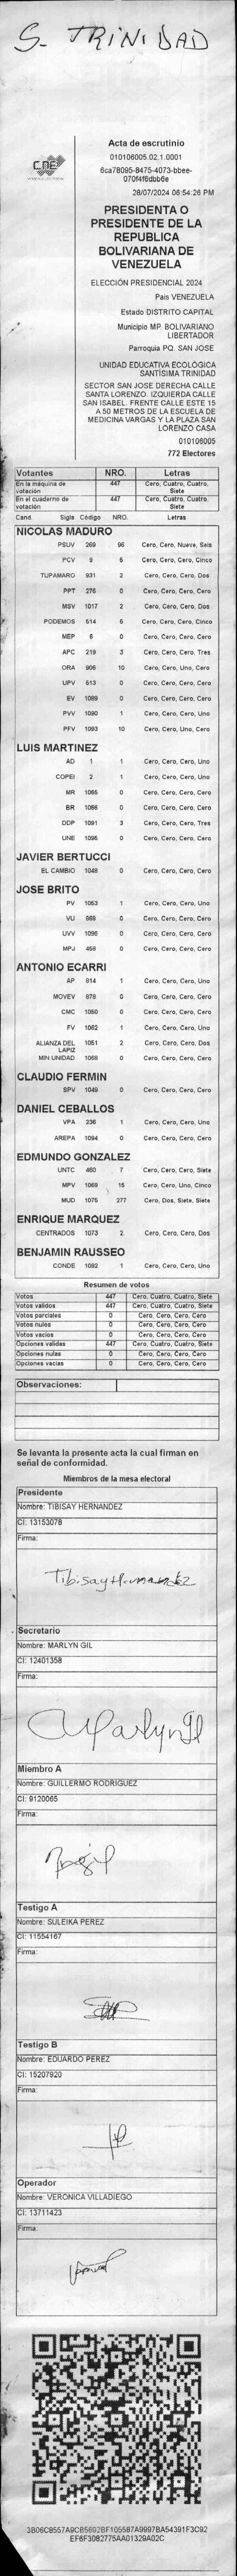 S. TRINIDAD
CNE
Acta de escrutinio
010106005.02.1.0001
6ca78095-8475-4073-bbee-
070f4f6dbb6e
28/07/2024 06:54:26 PM
PRESIDENTA O
PRESIDENTE DE LA
REPUBLICA
BOLIVARIANA DE
VENEZUELA
ELECCIÓN PRESIDENCIAL 2024
País VENEZUELA
Estado DISTRITO CAPITAL
Municipio MP. BOLIVARIANO
LIBERTADOR
Parroquia PQ. SAN JOSE
UNIDAD EDUCATIVA ECOLOGICA
SANTISIMA TRINIDAD
SECTOR SAN JOSE DERECHA CALLE
SANTA LORENZO. IZQUIERDA CALLE
SAN ISABEL. FRENTE CALLE ESTE 15
A 50 METROS DE LA ESCUELA DE
MEDICINA VARGAS Y LA PLAZA SAN
LORENZO CASA
010106005
772 Electores
Votantes NRO. Letras
En la máquina de votación 447 Cero, Cuatro, Cuatro, Siete
En el cuaderno de votación 447 Cero, Cuatro, Cuatro, Siete
Cand. Sigla Código NRO. Letras
NICOLAS MADURO
PSUV 269 96 Cero, Cero, Nueve, Seis
PCV 9 5 Cero, Cero, Cero, Cinco
TUPAMARO 931 2 Cero, Cero, Cero, Dos
PPT 276 0 Cero, Cero, Cero, Cero
MSV 1017 2 Cero, Cero, Cero, Dos
PODEMOS 514 5 Cero, Cero, Cero, Cinco
MEP 6 0 Cero, Cero, Cero, Cero
APC 219 3 Cero, Cero, Cero, Tres
ORA 906 10 Cero, Cero, Uno, Cero
UPV 613 0 Cero, Cero, Cero, Cero
EV 1089 0 Cero, Cero, Cero, Cero
PVV 1090 1 Cero, Cero, Cero, Uno
PFV 1093 10 Cero, Cero, Uno, Cero
LUIS MARTINEZ
AD 1 1 Cero, Cero, Cero, Uno
COPEI 2 1 Cero, Cero, Cero, Uno
MR 1065 0 Cero, Cero, Cero, Cero
BR 1066 0 Cero, Cero, Cero, Cero
DDP 1091 3 Cero, Cero, Cero, Tres
UNE 1095 0 Cero, Cero, Cero, Cero
JAVIER BERTUCCI
EL CAMBIO 1048 0 Cero, Cero, Cero, Cero
JOSE BRITO
PV 1053 1 Cero, Cero, Cero, Uno
VU 968 0 Cero, Cero, Cero, Cero
UVV 1096 0 Cero, Cero, Cero, Cero
MPJ 458 0 Cero, Cero, Cero, Cero
ANTONIO ECARRI
AP 814 1 Cero, Cero, Cero, Uno
MOVEV 878 0 Cero, Cero, Cero, Cero
CMC 1050 0 Cero, Cero, Cero, Cero
FV 1062 1 Cero, Cero, Cero, Uno
ALIANZA DEL LAPIZ 1051 2 Cero, Cero, Cero, Dos
MIN UNIDAD 1068 0 Cero, Cero, Cero, Cero
CLAUDIO FERMIN
SPV 1049 0 Cero, Cero, Cero, Cero
DANIEL CEBALLOS
VPA 236 1 Cero, Cero, Cero, Uno
AREPA 1094 0 Cero, Cero, Cero, Cero
EDMUNDO GONZALEZ
UNTC 460 7 Cero, Cero, Cero, Siete
MPV 1069 15 Cero, Cero, Uno, Cinco
MUD 1075 277 Cero, Dos, Siete, Siete
ENRIQUE MARQUEZ
CENTRADOS 1073 2 Cero, Cero, Cero, Dos
BENJAMIN RAUSSEO
CONDE 1092 1 Cero, Cero, Cero, Uno
Resumen de votos
Votos 447 Cero, Cuatro, Cuatro, Siete
Votos validos 447 Cero, Cuatro, Cuatro, Siete
Votos parciales 0 Cero, Cero, Cero, Cero
Votos nulos 0 Cero, Cero, Cero, Cero
Votos vacios 0 Cero, Cero, Cero, Cero
Opciones validas 447 Cero, Cuatro, Cuatro, Siete
Opciones nulas 0 Cero, Cero, Cero, Cero
Opciones vacias 0 Cero, Cero, Cero, Cero
Observaciones:
Se levanta la presente acta la cual firman en
señal de conformidad.
Miembros de la mesa electoral
Presidente
Nombre: TIBISAY HERNANDEZ
CI: 13153078
Firma:
Tibisay Hernandez
Secretario
Nombre: MARLYN GIL
CI: 12401358
Firma:
Marlyn Gil
Miembro A
Nombre: GUILLERMO RODRIGUEZ
CI: 9120065
Firma:
Testigo A
Nombre: SULEIKA PEREZ
CI: 11554167
Firma:
Testigo B
Nombre: EDUARDO PEREZ
CI: 15207920
Firma:
Operador
Nombre: VERONICA VILLADIEGO
CI: 13711423
Firma:
3B06C8557A9CB5692BF105587A9997BA54391F3C92
EF6F3082775AA01329A02C